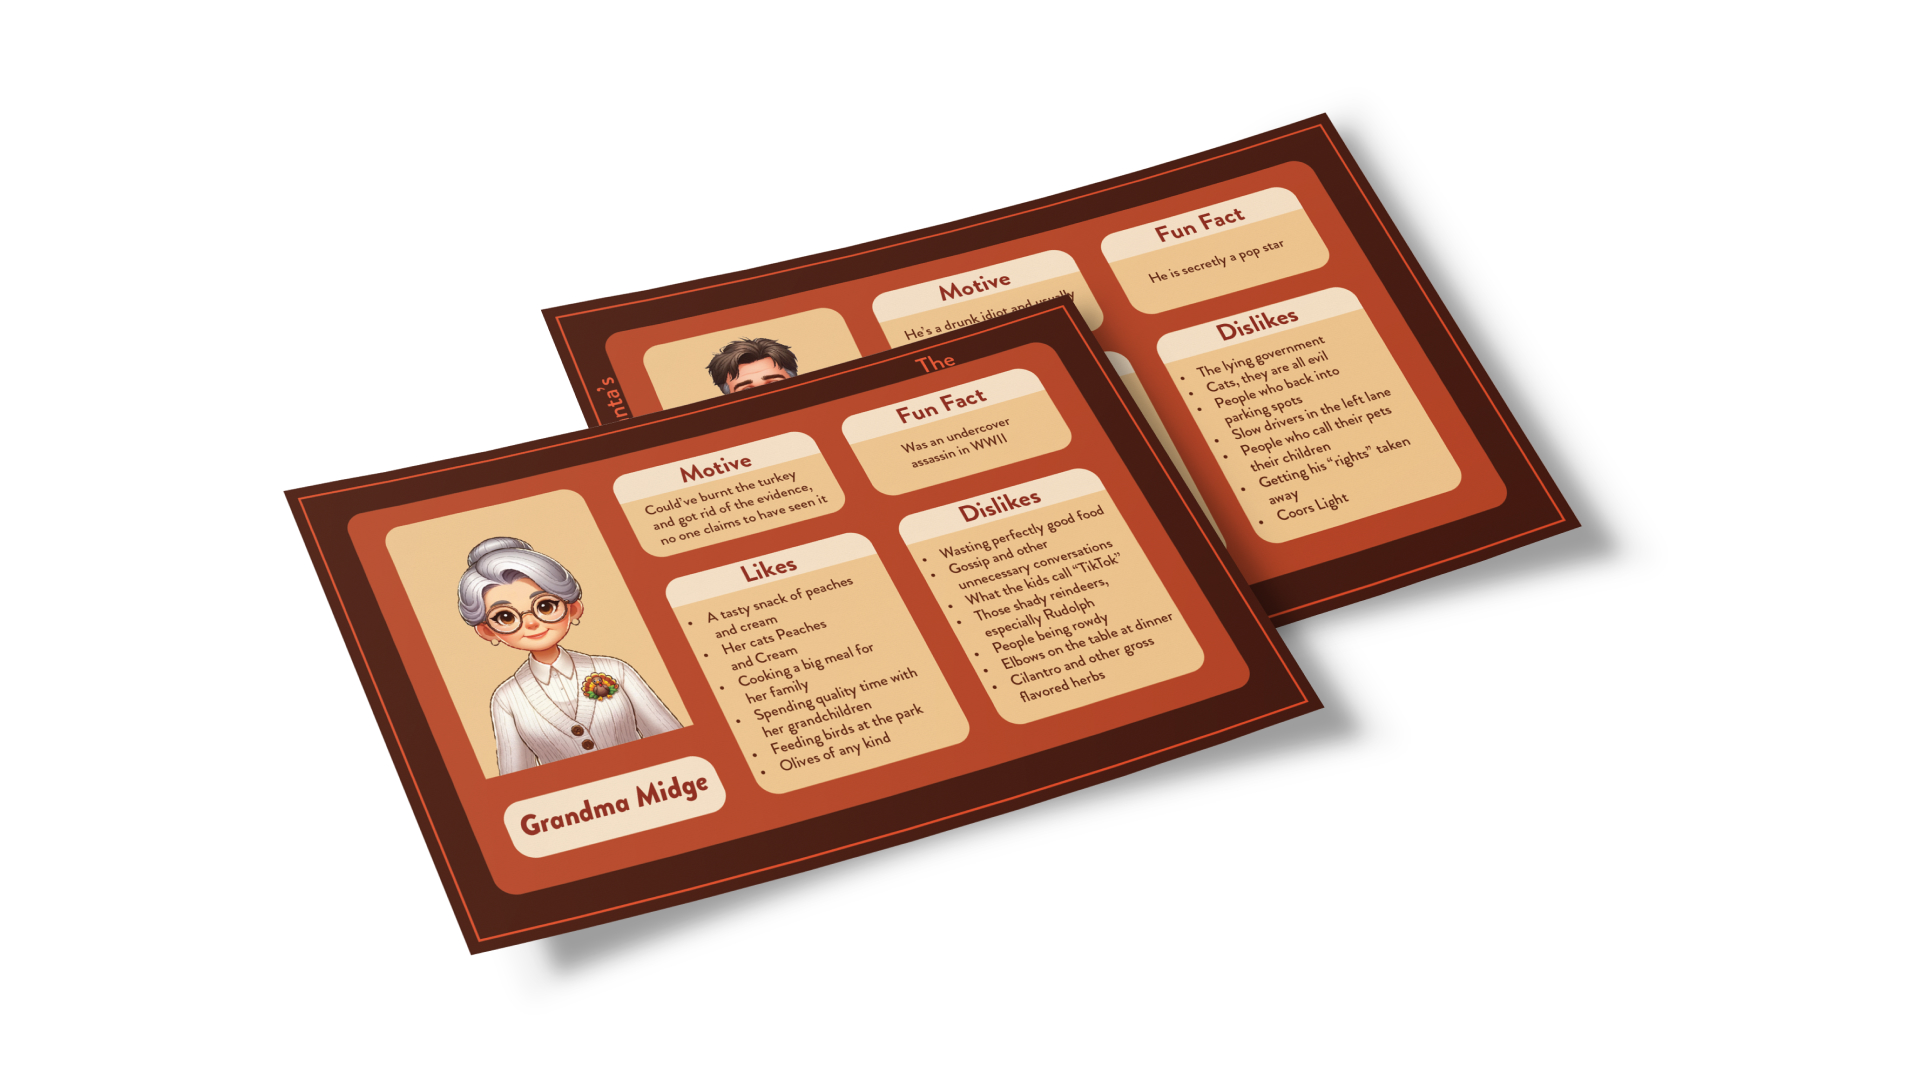 Fun Fact
He is secretly a pop star
Motive
He's a drunk idiot and usually
Dislikes
• The lying government
• Cats, they are all evil
• People who back into
parking spots
• Slow drivers in the left lane
• People who call their pets
their children
• Getting his “rights” taken
away
• Coors Light
nta's
The
Grandma Midge
Motive
Could've burnt the turkey
and got rid of the evidence,
no one claims to have seen it
Likes
• A tasty snack of peaches
and cream
• Her cats Peaches
and Cream
• Cooking a big meal for
her family
• Spending quality time with
her grandchildren
• Feeding birds at the park
• Olives of any kind
Fun Fact
Was an undercover
assassin in WWII
Dislikes
• Wasting perfectly good food
• Gossip and other
unnecessary conversations
• What the kids call “TikTok”
• Those shady reindeers,
especially Rudolph
• People being rowdy
• Elbows on the table at dinner
• Cilantro and other gross
flavored herbs